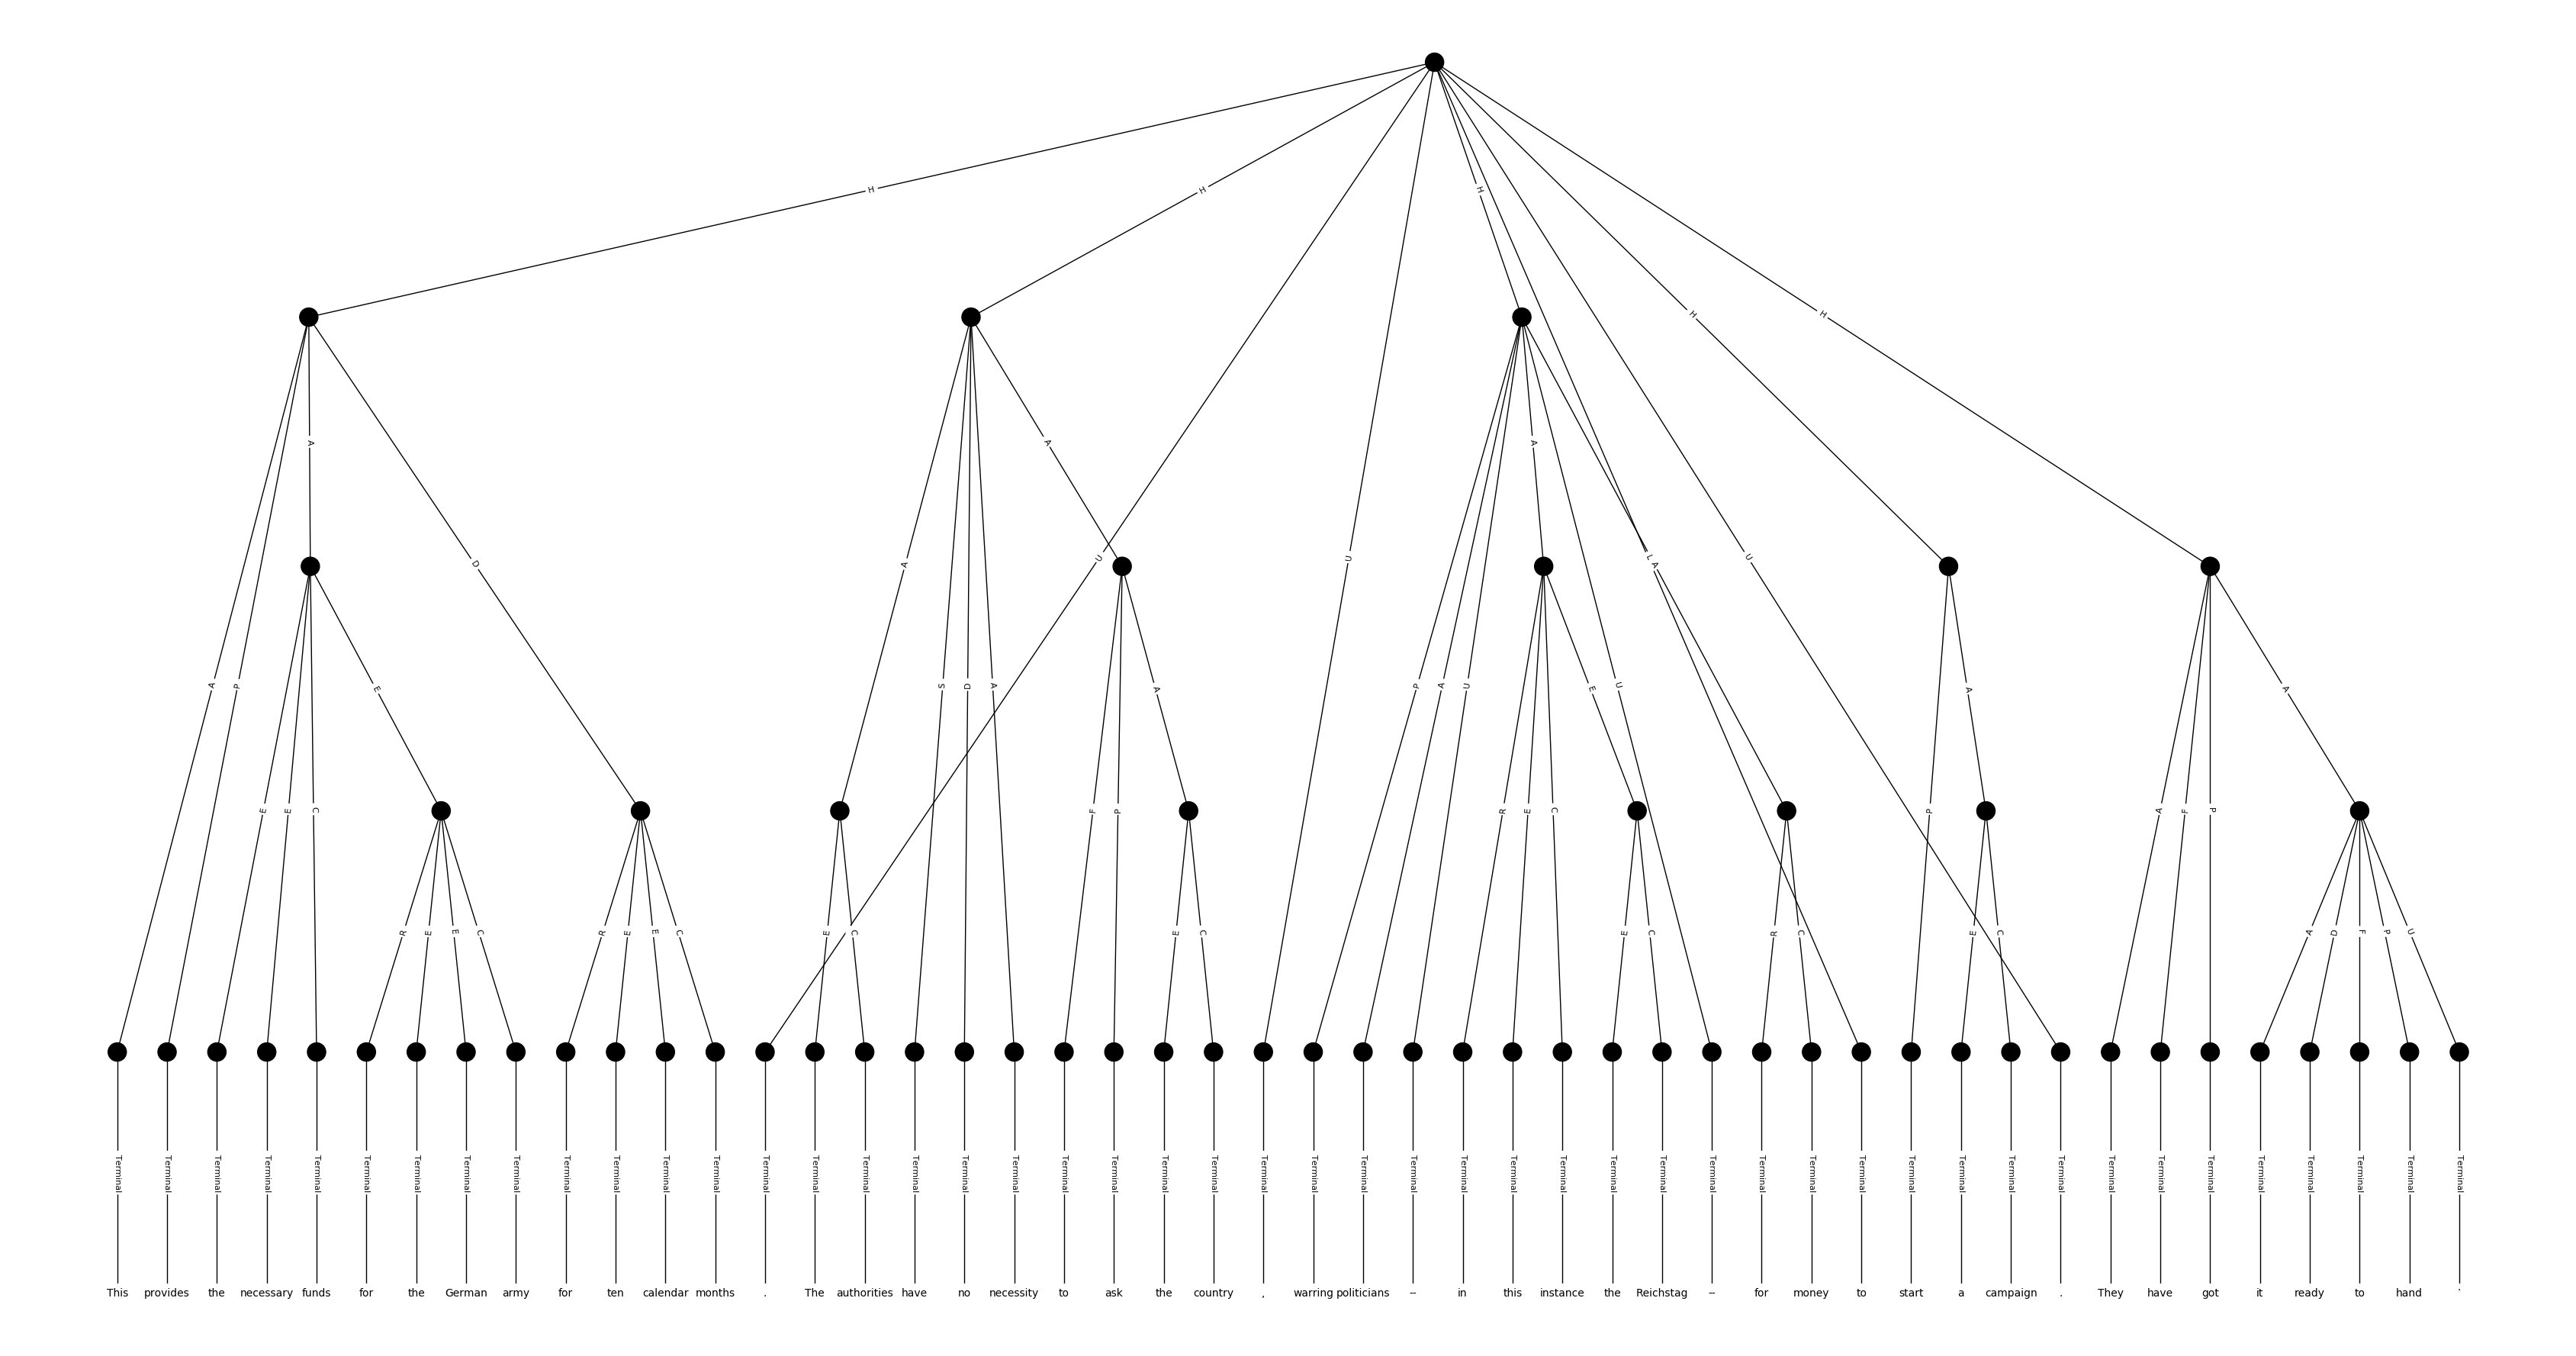 H H H H H
A A A L A U
A D A U U
A P E S D A A P A U E U A A
E E C F P R E C P A F P
R E E C R E E C E C E C E C R C E C A D F P U
Terminal Terminal Terminal Terminal Terminal Terminal Terminal Terminal Terminal Terminal Terminal Terminal Terminal Terminal Terminal Terminal Terminal Terminal Terminal Terminal Terminal Terminal Terminal Terminal Terminal Terminal Terminal Terminal Terminal Terminal Terminal Terminal Terminal Terminal Terminal Terminal Terminal Terminal Terminal Terminal Terminal Terminal Terminal Terminal Terminal Terminal Terminal Terminal
This provides the necessary funds for the German army for ten calendar months . The authorities have no necessity to ask the country , warring politicians -- in this instance the Reichstag -- for money to start a campaign . They have got it ready to hand .